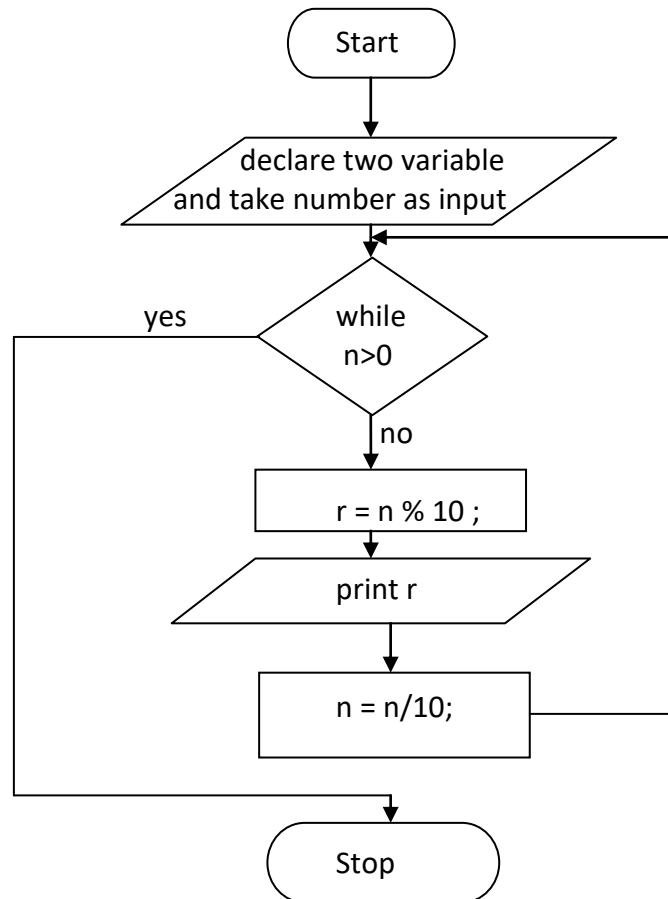 Start
declare two variable
and take number as input
yes
while
n>0
no
r = n % 10 ;
print r
n = n/10;
Stop